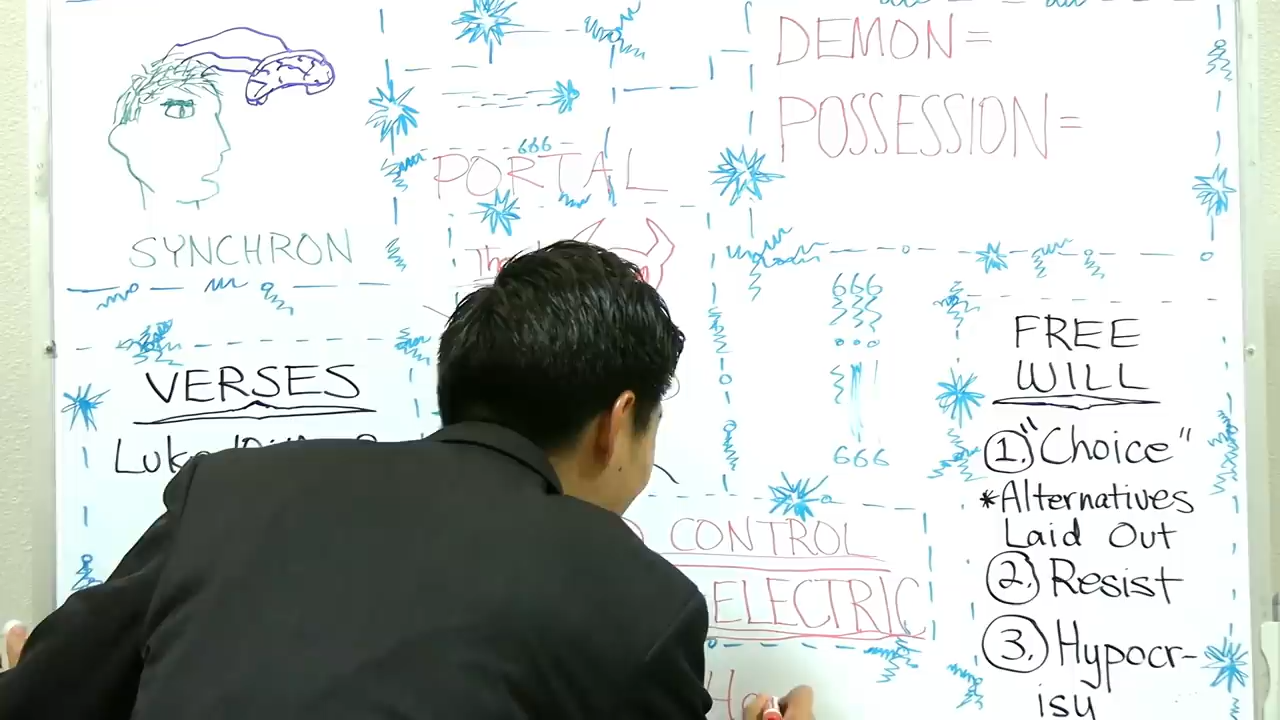 DEMON=
POSSESSION=
666
PORTAL
SYNCHRON
666
666
FREE
WILL
1. "Choice"
*Alternatives
Laid Out
2. Resist
3. Hypocr-
isy
VERSES
Luke
CONTROL
ELECTRIC